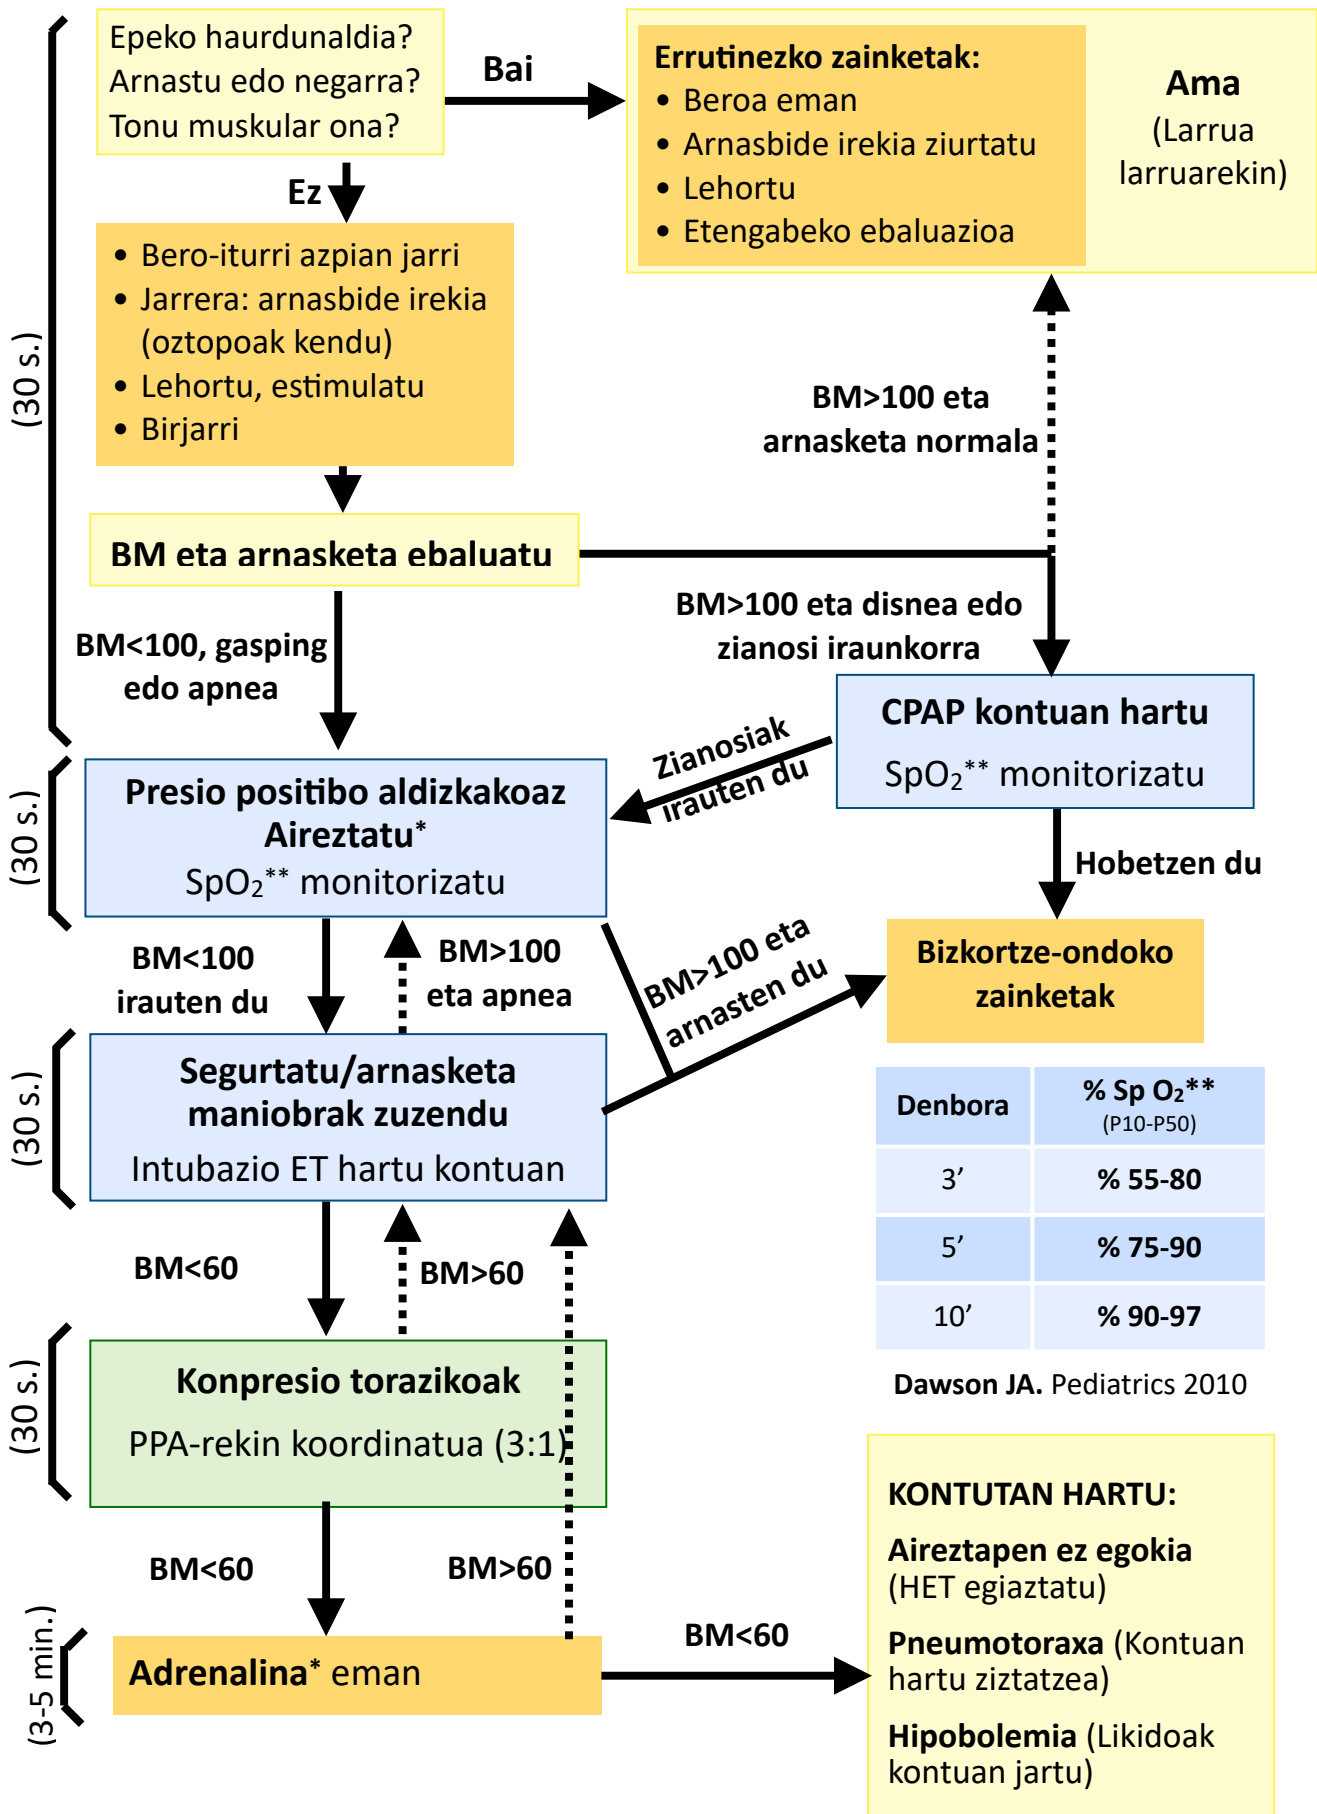 Epeko haurdunaldia?
Arnastu edo negarra?
Tonu muskular ona?
Bai
Errutinezko zainketak:
• Beroa eman
• Arnasbide irekia ziurtatu
• Lehortu
• Etengabeko ebaluazioa
Ama
(Larrua
larruarekin)
Ez
• Bero-iturri azpian jarri
• Jarrera: arnasbide irekia
(oztopoak kendu)
• Lehortu, estimulatu
• Birjarri
(30 s.)
BM>100 eta
arnasketa normala
BM eta arnasketa ebaluatu
BM>100 eta disnea edo
zianosi iraunkorra
BM<100, gasping
edo apnea
CPAP kontuan hartu
SpO₂** monitorizatu
Zianosiak
irauten du
Presio positibo aldizkakoaz
Aireztatu*
SpO₂** monitorizatu
(30 s.)
Hobetzen du
BM<100
irauten du
BM>100
eta apnea
BM>100 eta
arnasten du
Bizkortze-ondoko
zainketak
Segurtatu/arnasketa
maniobrak zuzendu
Intubazio ET hartu kontuan
(30 s.)
Denbora
% Sp O₂**
(P10-P50)
3’
% 55-80
5’
% 75-90
10’
% 90-97
Dawson JA. Pediatrics 2010
BM<60
BM>60
Konpresio torazikoak
PPA-rekin koordinatua (3:1)
(30 s.)
BM<60
BM>60
Adrenalina* eman
(3-5 min.)
BM<60
KONTUTAN HARTU:
Aireztapen ez egokia
(HET egiaztatu)
Pneumotoraxa (Kontuan
hartu ziztatzea)
Hipobolemia (Likidoak
kontuan jartu)